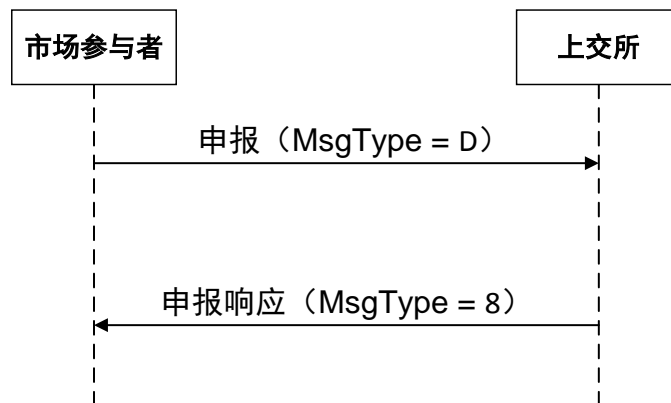 市场参与者
上交所
申报（MsgType = D）
申报响应（MsgType = 8）